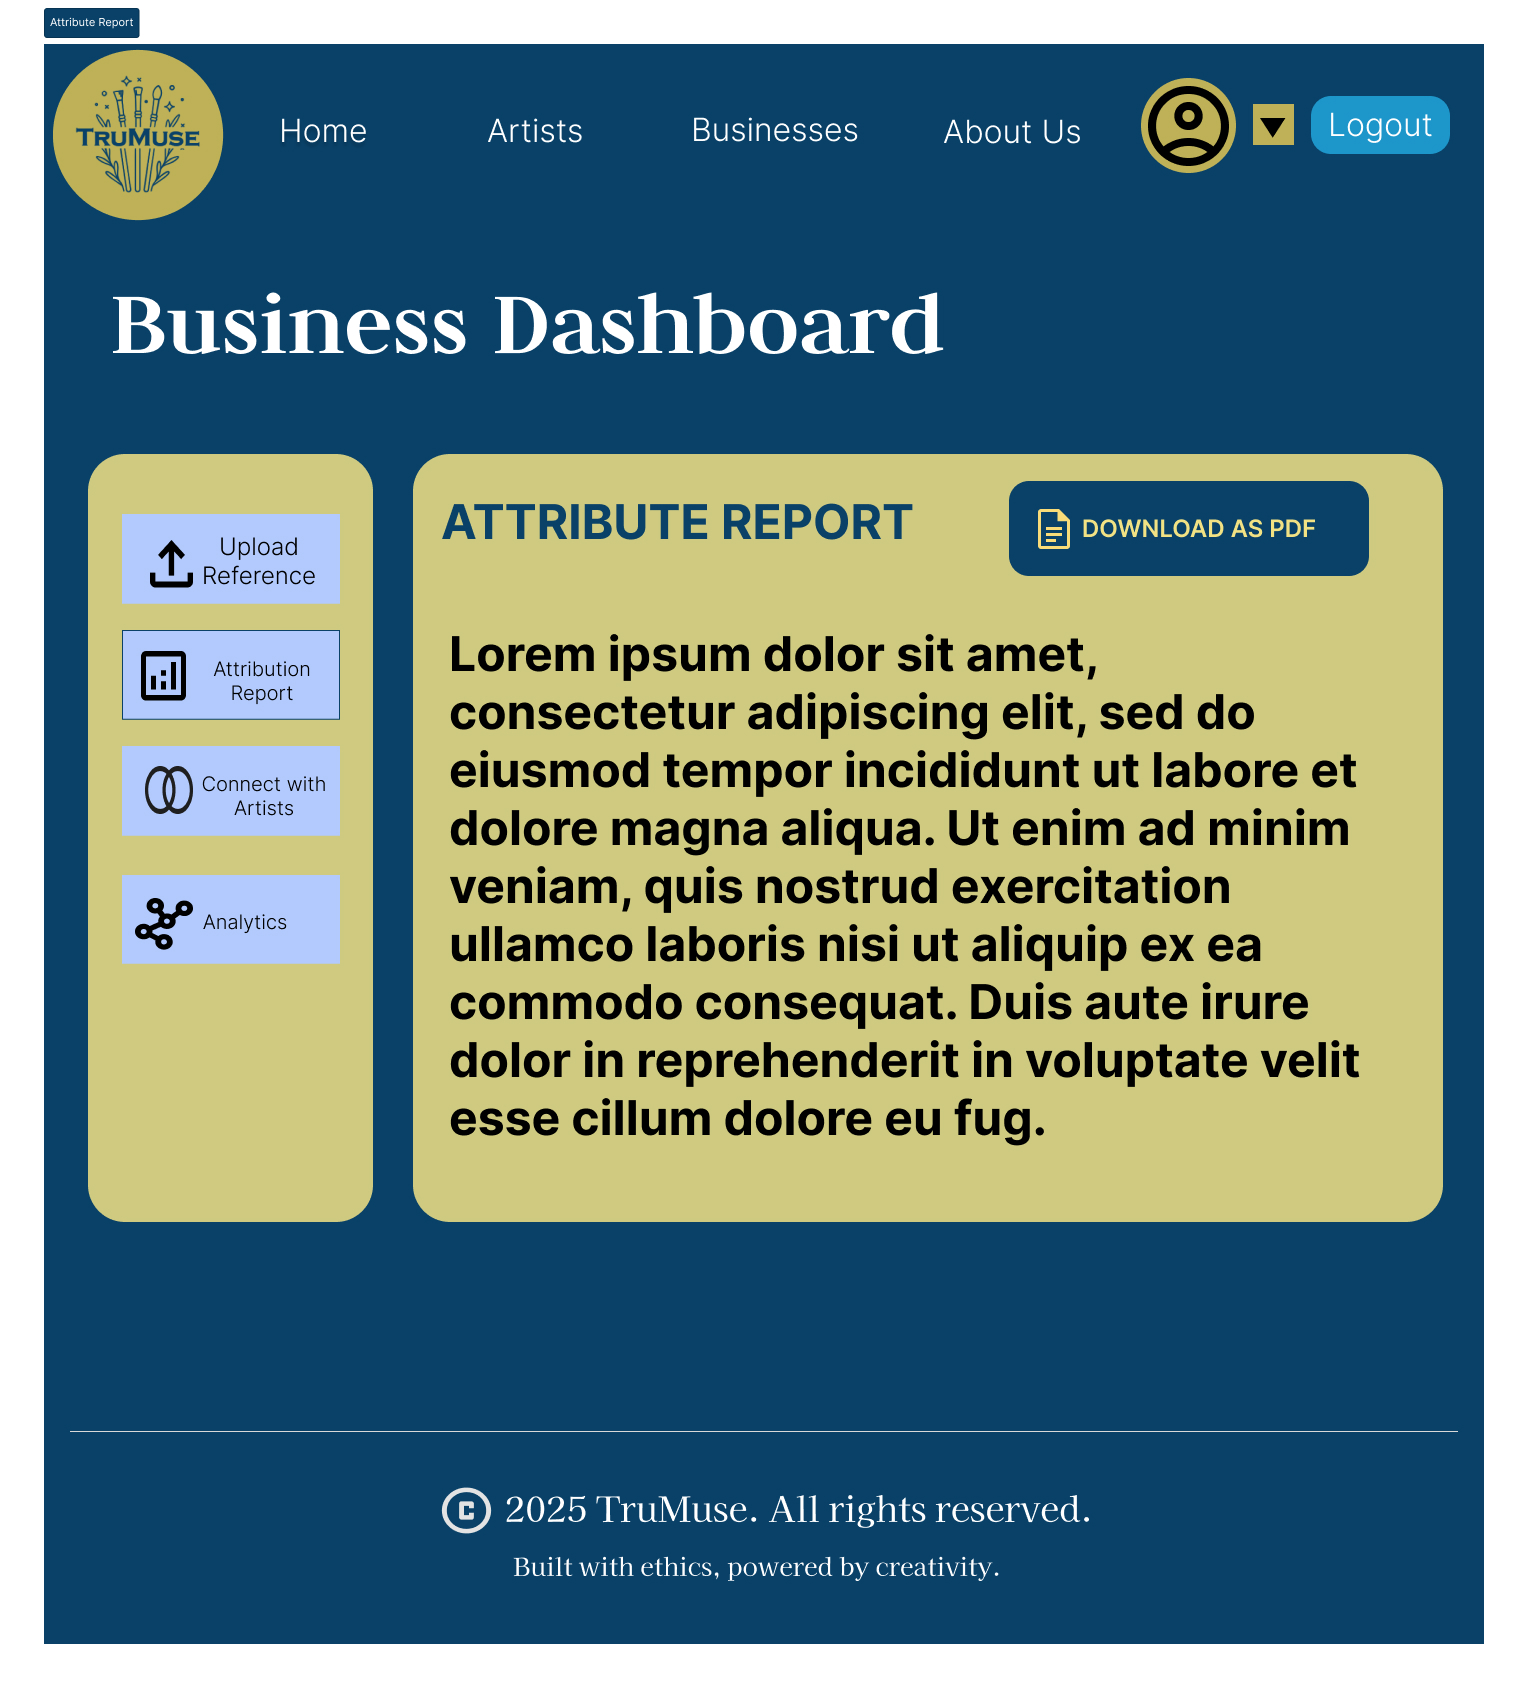 Attribute Report
TRUMUSE
Home
Artists
Businesses
About Us
Logout
Business Dashboard
Upload
Reference
Attribution
Report
Connect with
Artists
Analytics
ATTRIBUTE REPORT
DOWNLOAD AS PDF
Lorem ipsum dolor sit amet,
consectetur adipiscing elit, sed do
eiusmod tempor incididunt ut labore et
dolore magna aliqua. Ut enim ad minim
veniam, quis nostrud exercitation
ullamco laboris nisi ut aliquip ex ea
commodo consequat. Duis aute irure
dolor in reprehenderit in voluptate velit
esse cillum dolore eu fug.
© 2025 TruMuse. All rights reserved.
Built with ethics, powered by creativity.